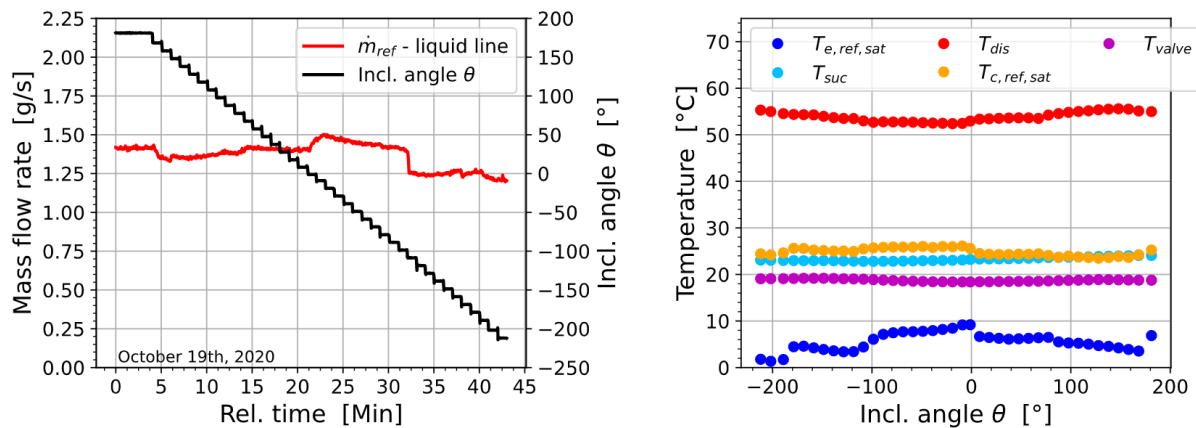 2.25
2.00
1.75
1.50
1.25
1.00
0.75
0.50
0.25
0.00
Mass flow rate [g/s]
ṁref - liquid line
Incl. angle θ
October 19th, 2020
0 5 10 15 20 25 30 35 40 45
Rel. time [Min]
200
150
100
50
0
−50
−100
−150
−200
−250
Incl. angle θ [°]
70
60
50
40
30
20
10
0
Temperature [°C]
Te,ref,sat Tdis Tvalve
Tsuc Tc,ref,sat
−200 −100 0 100 200
Incl. angle θ [°]